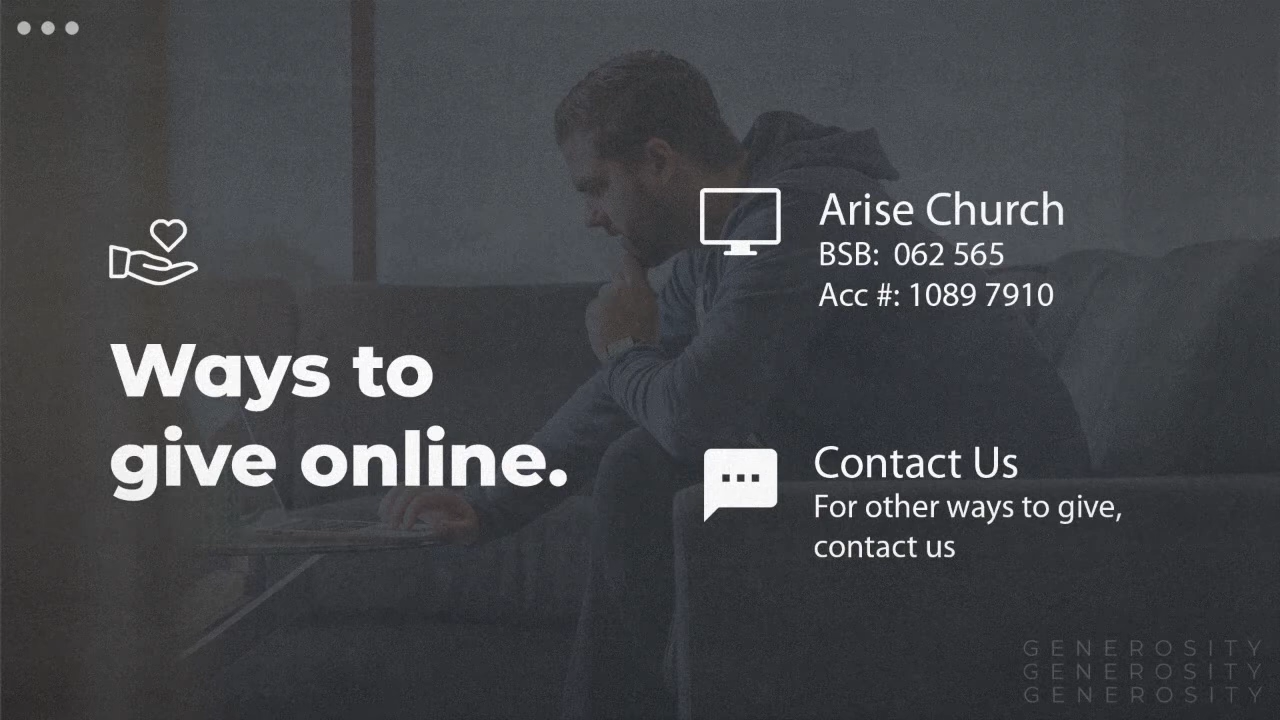 Ways to
give online.
Arise Church
BSB: 062 565
Acc #: 1089 7910
Contact Us
For other ways to give,
contact us
GENEROSITY
GENEROSITY
GENEROSITY